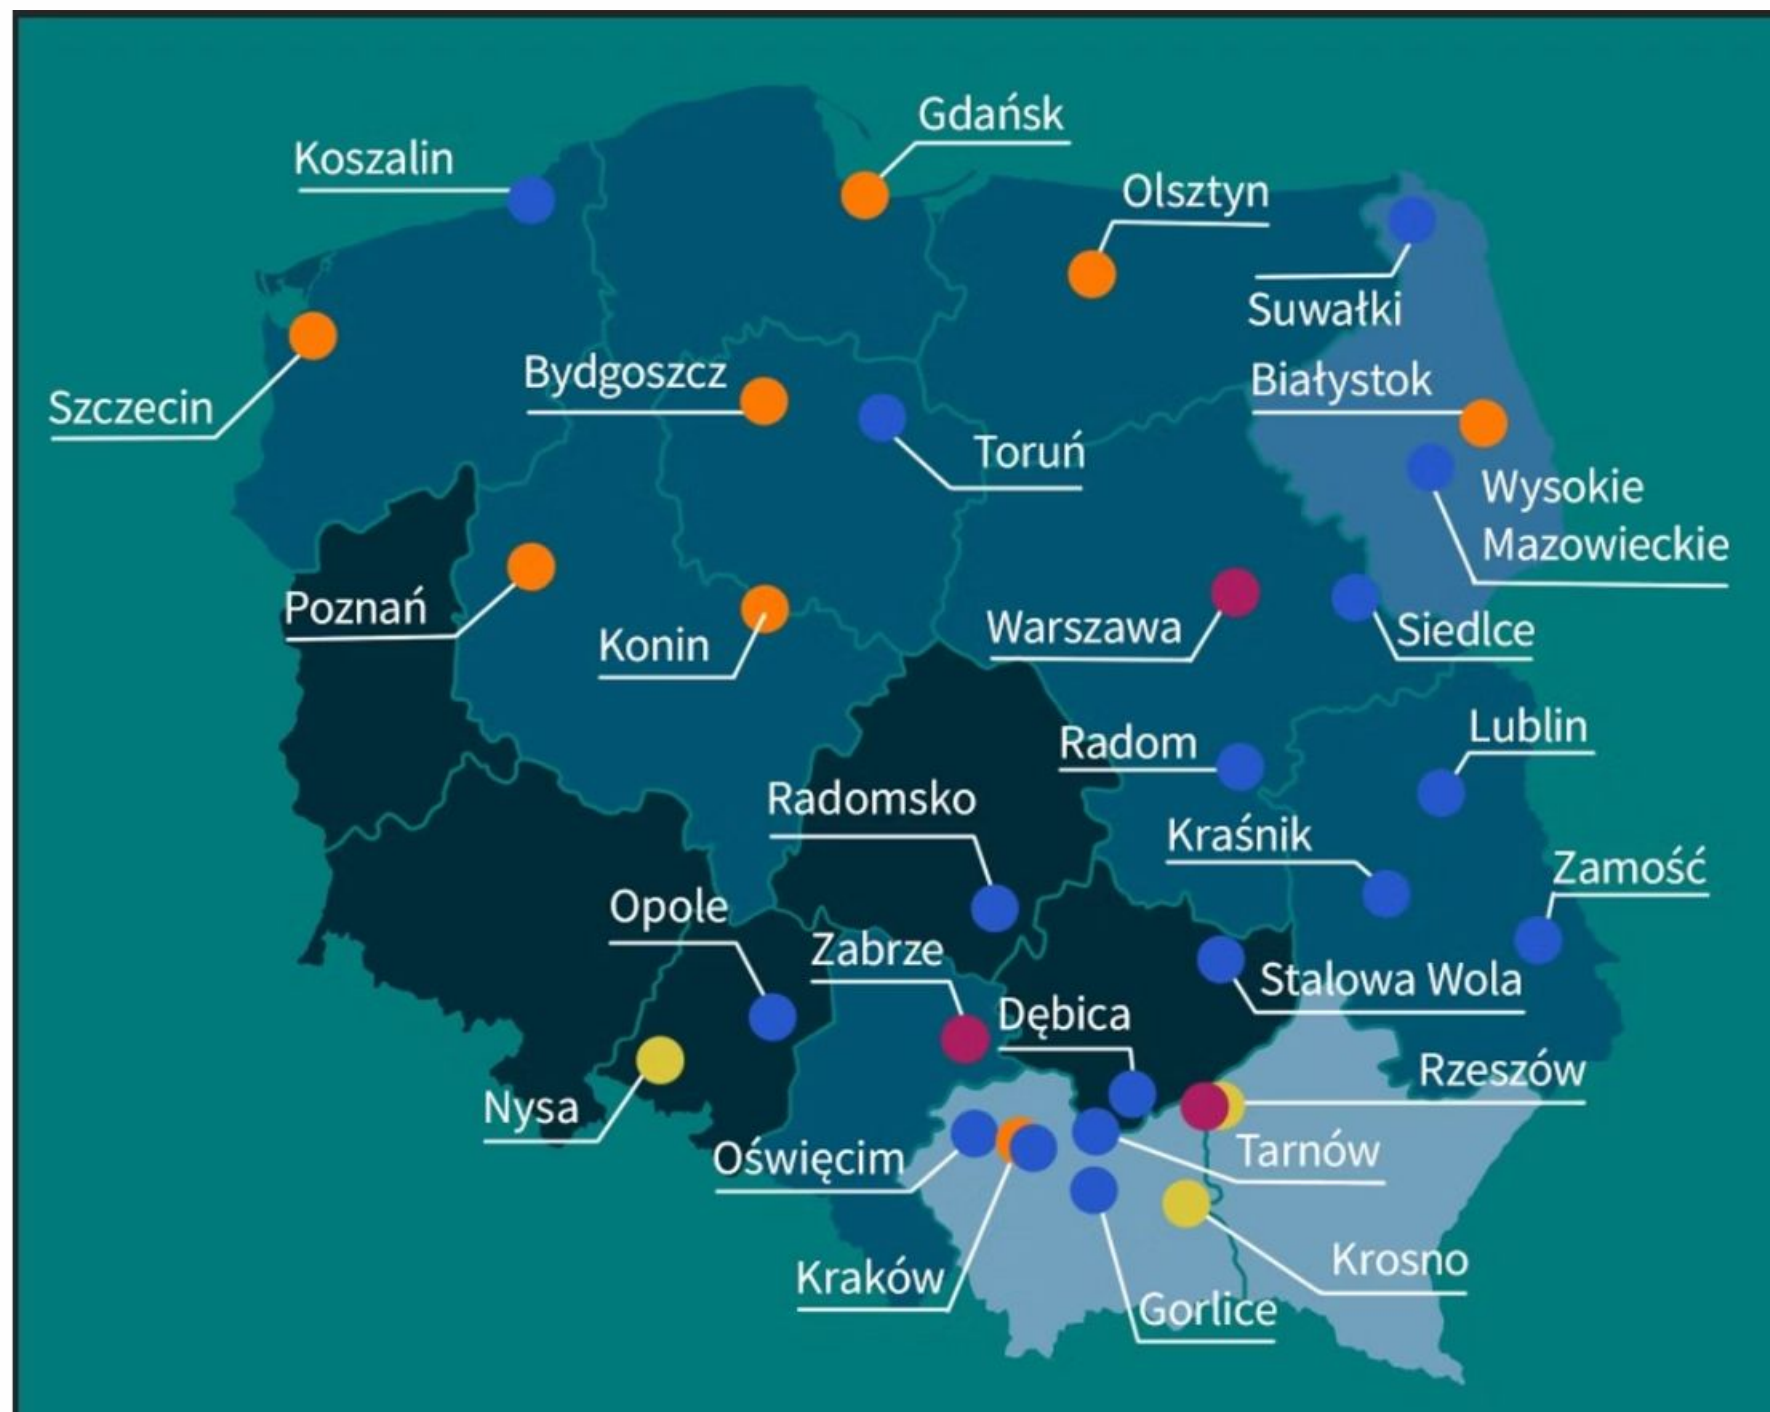 Gdańsk
Koszalin
Olsztyn
Suwałki
Bydgoszcz
Białystok
Szczecin
Toruń
Wysokie
Mazowieckie
Poznań
Konin
Warszawa
Siedlce
Lublin
Radom
Radomsko
Kraśnik
Zamość
Opole
Zabrze
Stalowa Wola
Dębica
Rzeszów
Nysa
Oświęcim
Tarnów
Kraków
Krosno
Gorlice